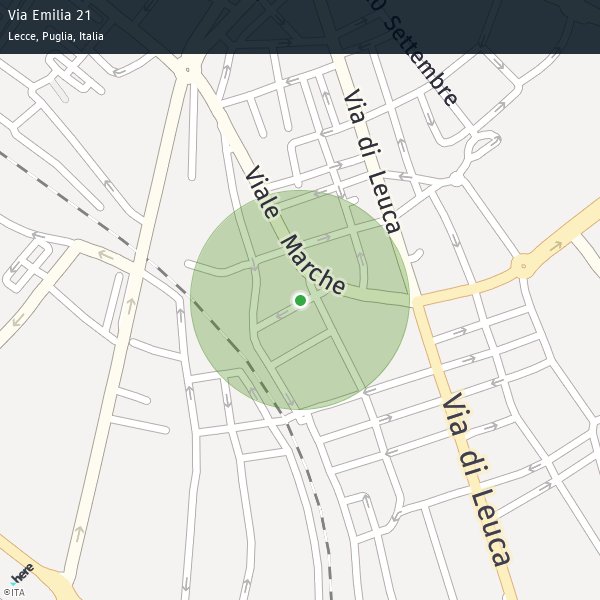 Via Emilia 21
Lecce, Puglia, Italia
Settembre
Via di Leuca
Viale Marche
Via di Leuca
here
©ITA